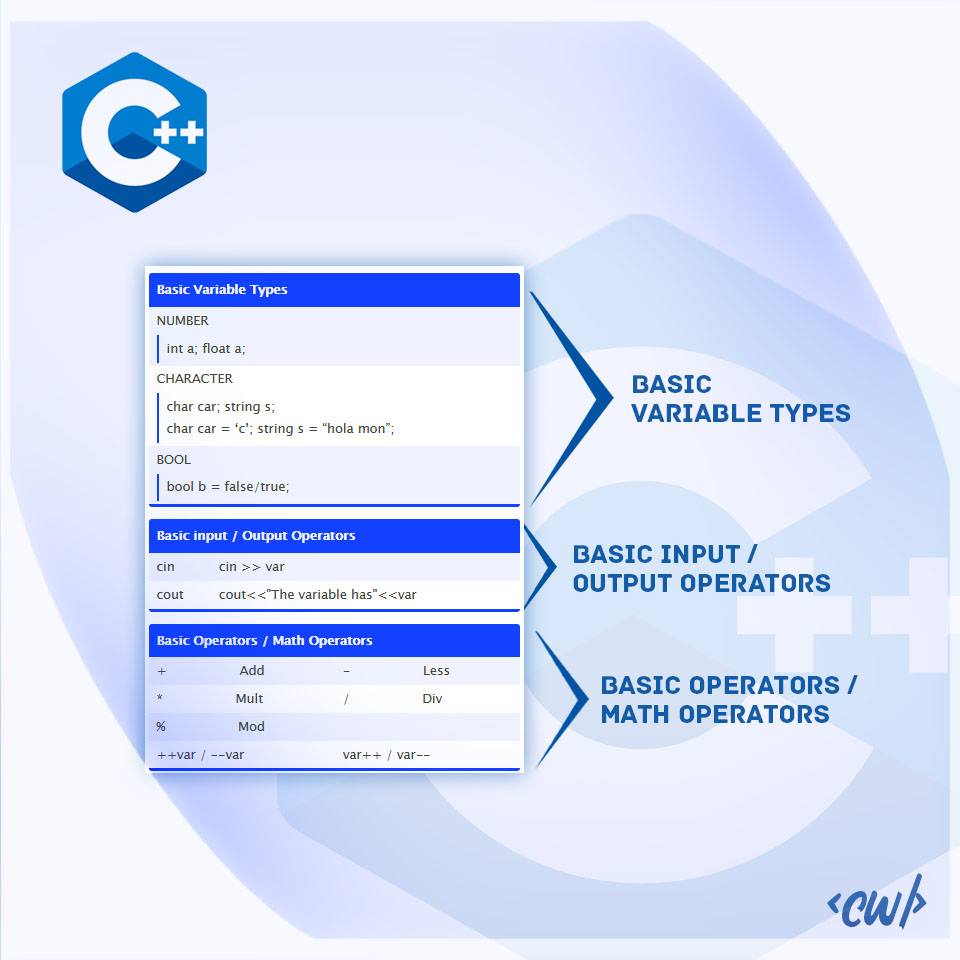 C++
Basic Variable Types
NUMBER
int a; float a;
CHARACTER
char car; string s;
char car = ‘c’; string s = “hola mon”;
BOOL
bool b = false/true;
BASIC
VARIABLE TYPES
Basic input / Output Operators
cin cin >> var
cout cout<<"The variable has"<<var
BASIC INPUT /
OUTPUT OPERATORS
Basic Operators / Math Operators
+ Add – Less
* Mult / Div
% Mod
++var / --var var++ / var--
BASIC OPERATORS /
MATH OPERATORS
C++
<CW/>